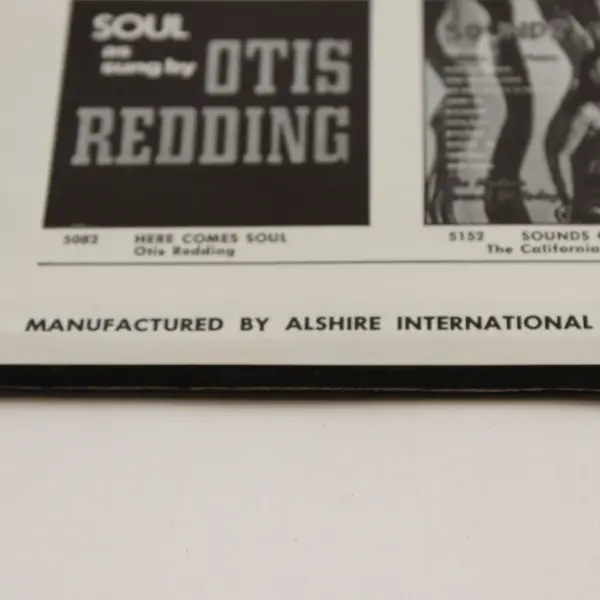 SOUL
as
sung by OTIS
REDDING
SOUNDS
5082 HERE COMES SOUL
Otis Redding
5152 SOUNDS
The California
MANUFACTURED BY ALSHIRE INTERNATIONAL